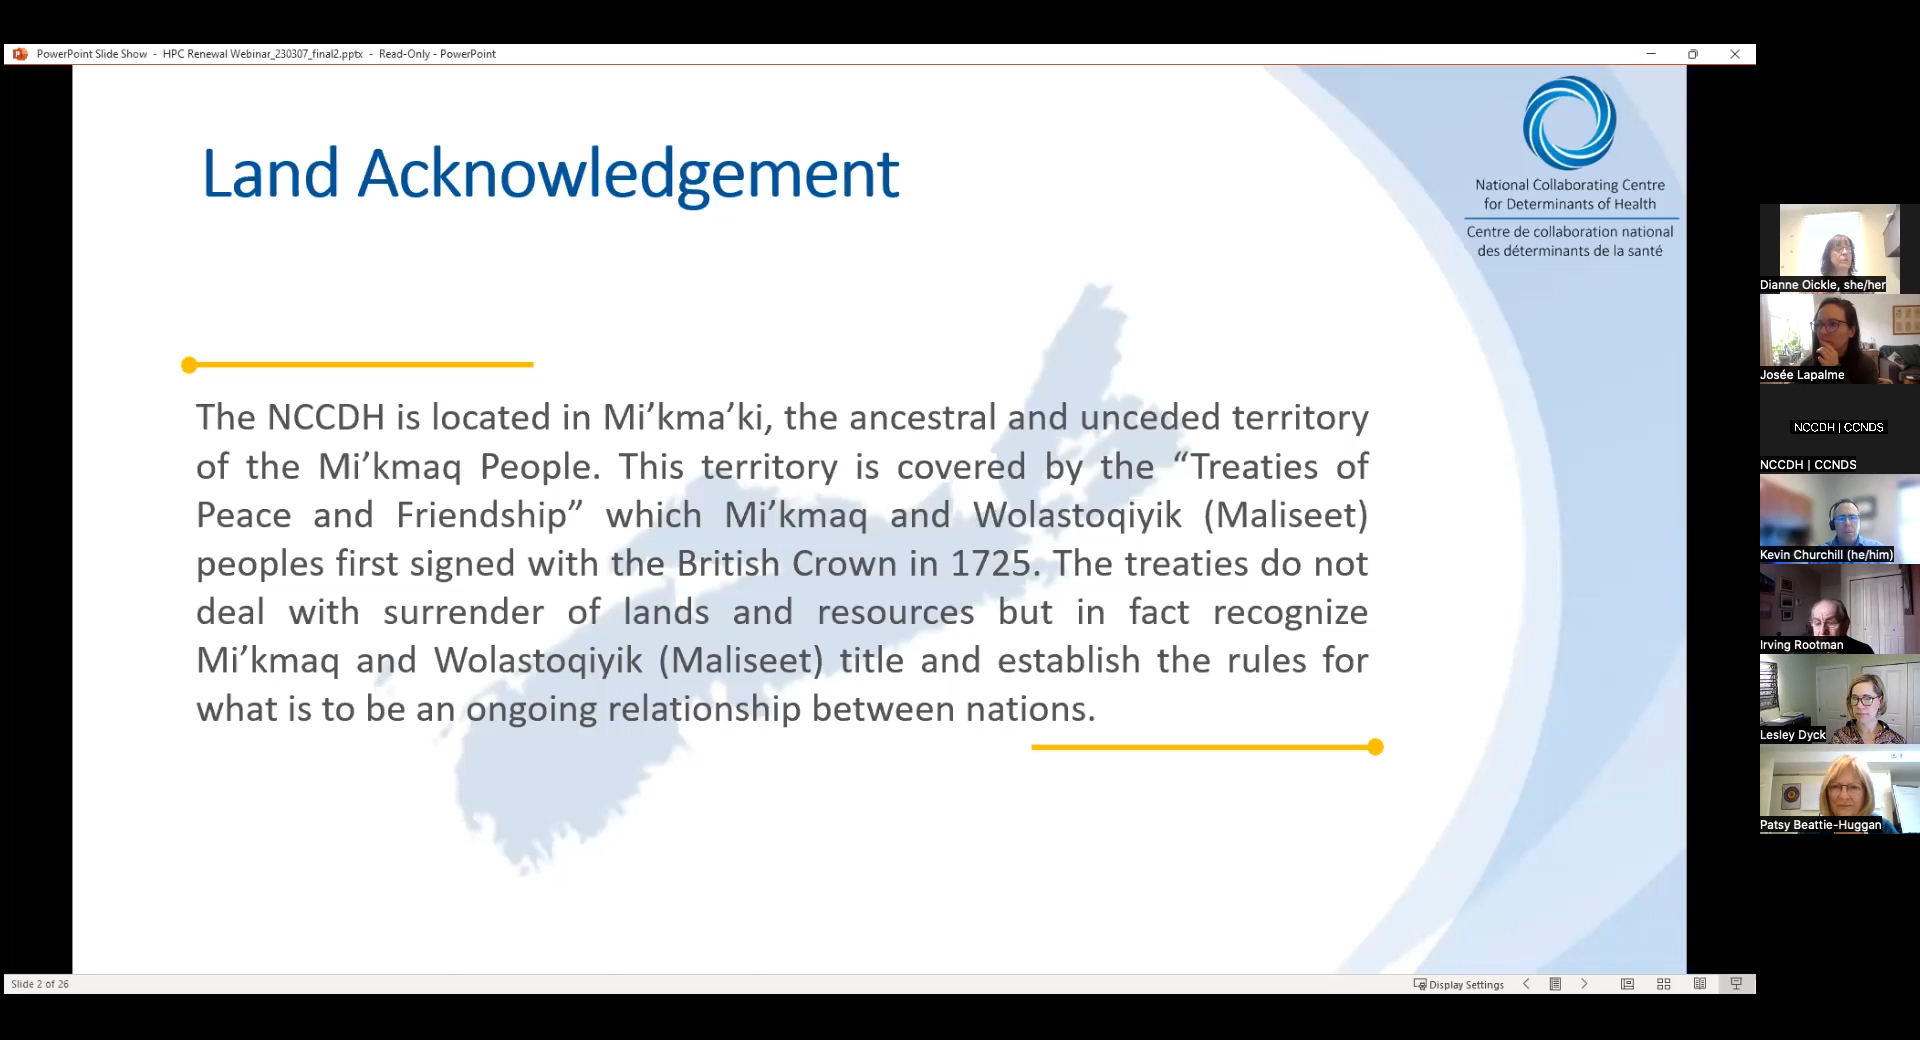 PowerPoint Slide Show - HPC Renewal Webinar_230307_final2.pptx - Read-Only - PowerPoint
Land Acknowledgement
National Collaborating Centre
for Determinants of Health
Centre de collaboration national
des déterminants de la santé
The NCCDH is located in Mi’kma’ki, the ancestral and unceded territory
of the Mi’kmaq People. This territory is covered by the “Treaties of
Peace and Friendship” which Mi’kmaq and Wolastoqiyik (Maliseet)
peoples first signed with the British Crown in 1725. The treaties do not
deal with surrender of lands and resources but in fact recognize
Mi’kmaq and Wolastoqiyik (Maliseet) title and establish the rules for
what is to be an ongoing relationship between nations.
Dianne Oickle, she/her
Josée Lapalme
NCCDH | CCNDS
NCCDH | CCNDS
Kevin Churchill (he/him)
Irving Rootman
Lesley Dyck
Patsy Beattie-Huggan
Slide 2 of 26
Display Settings